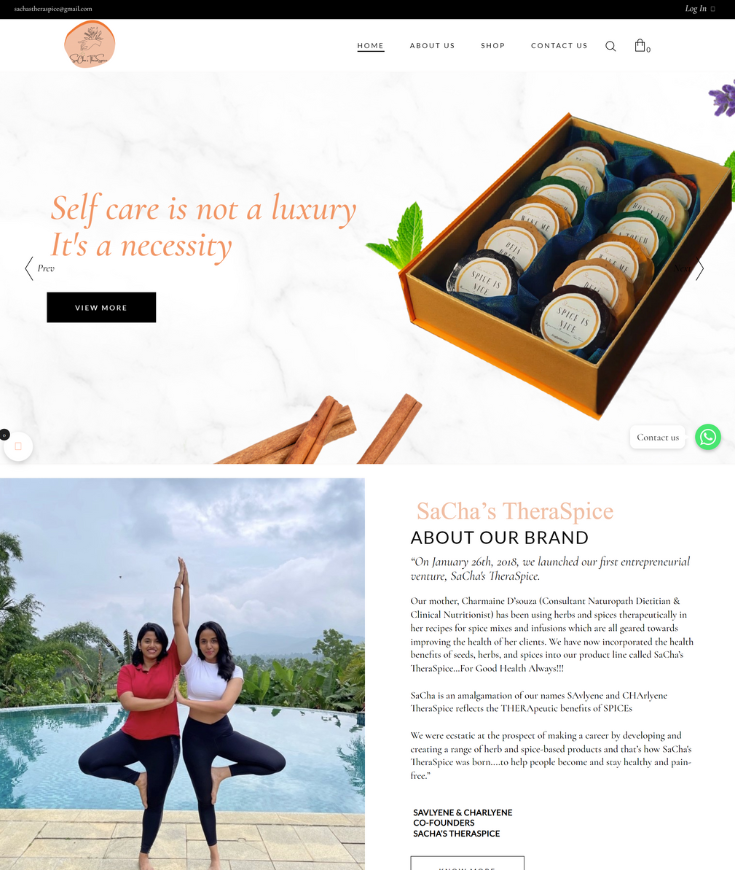 sachastheraspice@gmail.com
Log In
SaCha TheraSpice
HOME
ABOUT US
SHOP
CONTACT US
0
Self care is not a luxury
It's a necessity
Prev
VIEW MORE
SPICE IS
NICE
SPICE IS
NICE
Contact us
SaCha’s TheraSpice
ABOUT OUR BRAND
“On January 26th, 2018, we launched our first entrepreneurial
venture, SaCha's TheraSpice.
Our mother, Charmaine D'souza (Consultant Naturopath Dietitian &
Clinical Nutritionist) has been using herbs and spices therapeutically in
her recipes for spice mixes and infusions which are all geared towards
improving the health of her clients. We have now incorporated the health
benefits of seeds, herbs, and spices into our product line called SaCha's
TheraSpice...For Good Health Always!!!
SaCha is an amalgamation of our names SAvlyene and CHArlyene
TheraSpice reflects the THERApeutic benefits of SPICEs
We were ecstatic at the prospect of making a career by developing and
creating a range of herb and spice-based products and that's how SaCha's
TheraSpice was born....to help people become and stay healthy and pain-
free.”
SAVLYENE & CHARLYENE
CO-FOUNDERS
SACHA'S THERASPICE
KNOW MORE